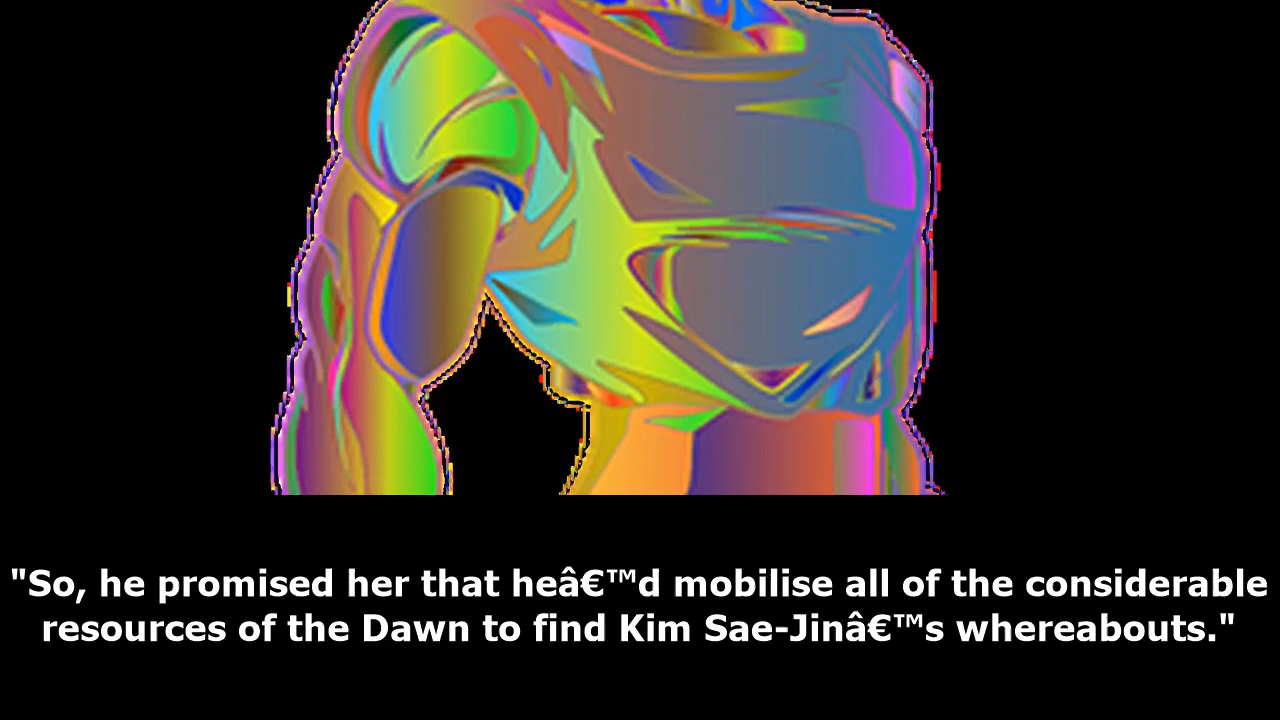 "So, he promised her that heâ€™d mobilise all of the considerable
resources of the Dawn to find Kim Sae-Jinâ€™s whereabouts."